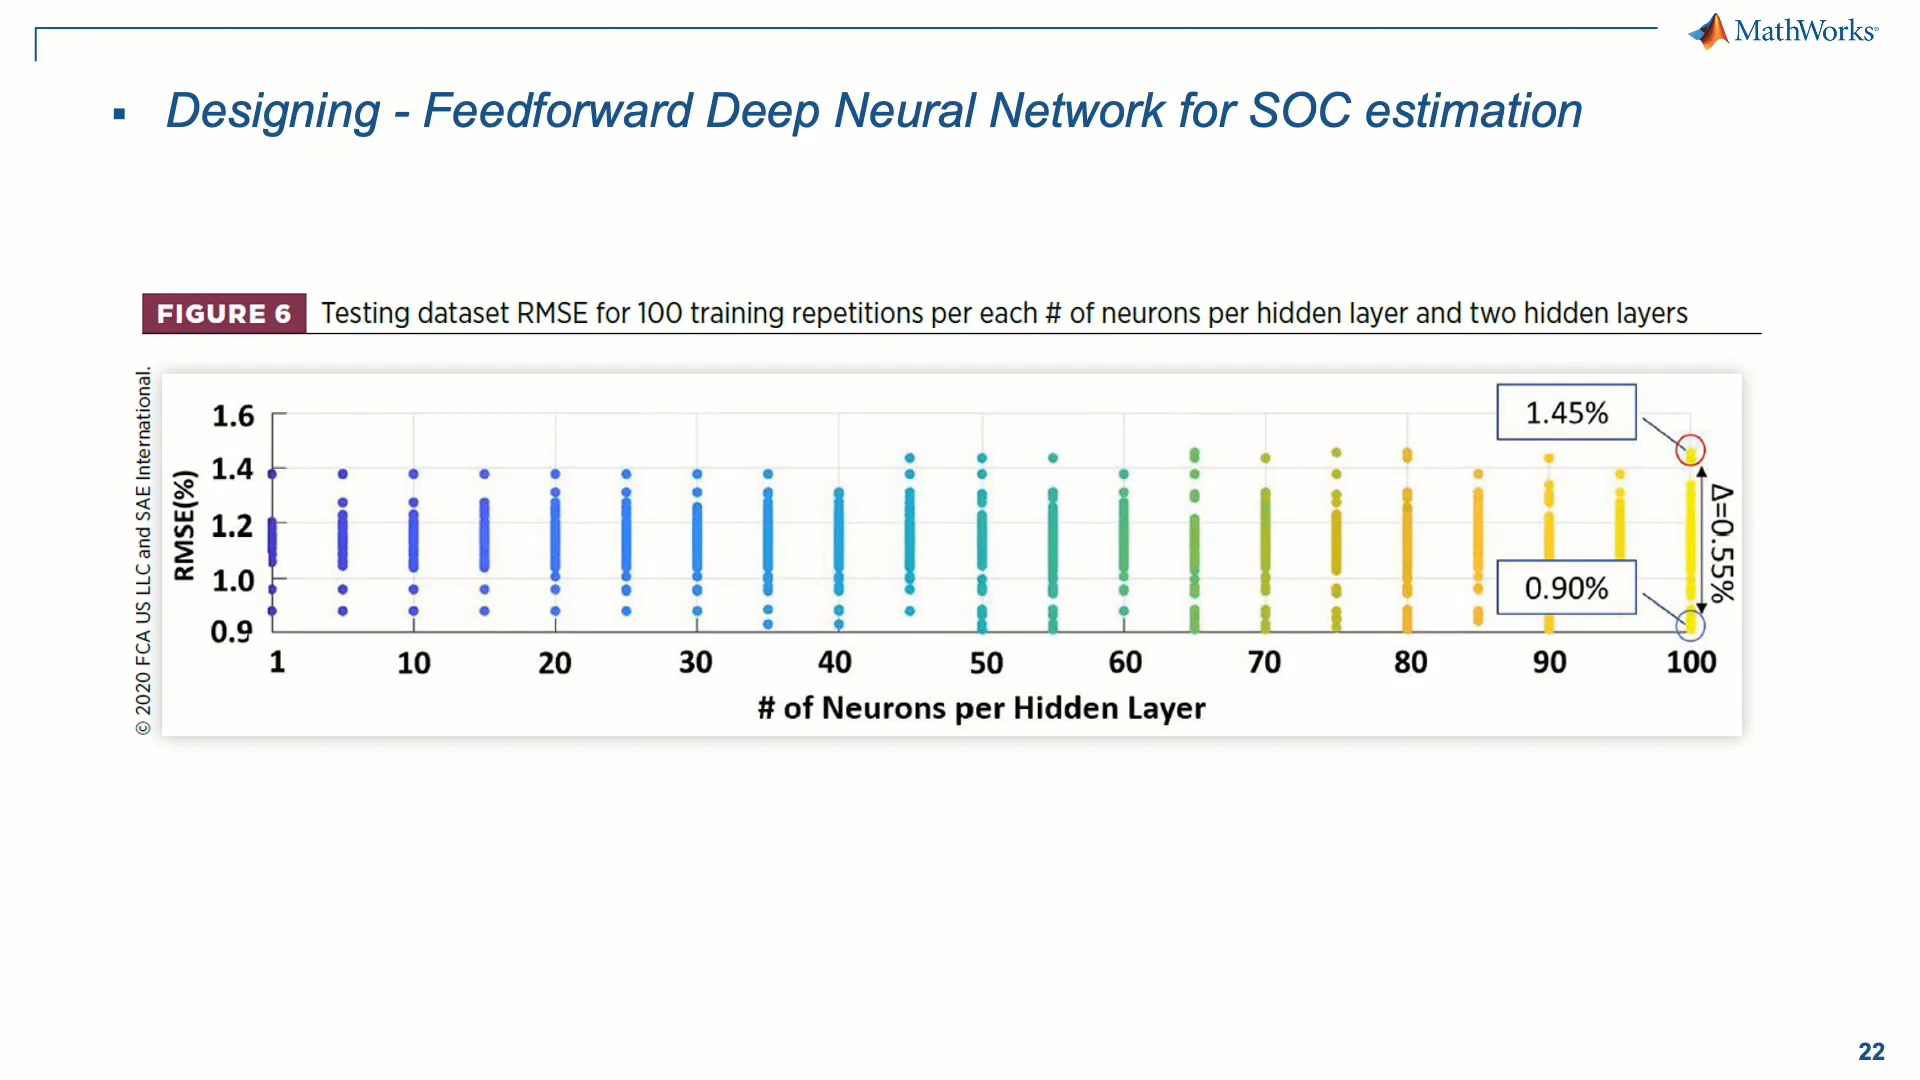 MathWorks
Designing - Feedforward Deep Neural Network for SOC estimation
FIGURE 6 Testing dataset RMSE for 100 training repetitions per each # of neurons per hidden layer and two hidden layers
© 2020 FCA US LLC and SAE International.
RMSE(%)
1.6
1.4
1.2
1.0
0.9
1.45%
0.90%
Δ=0.55%
1 10 20 30 40 50 60 70 80 90 100
# of Neurons per Hidden Layer
22